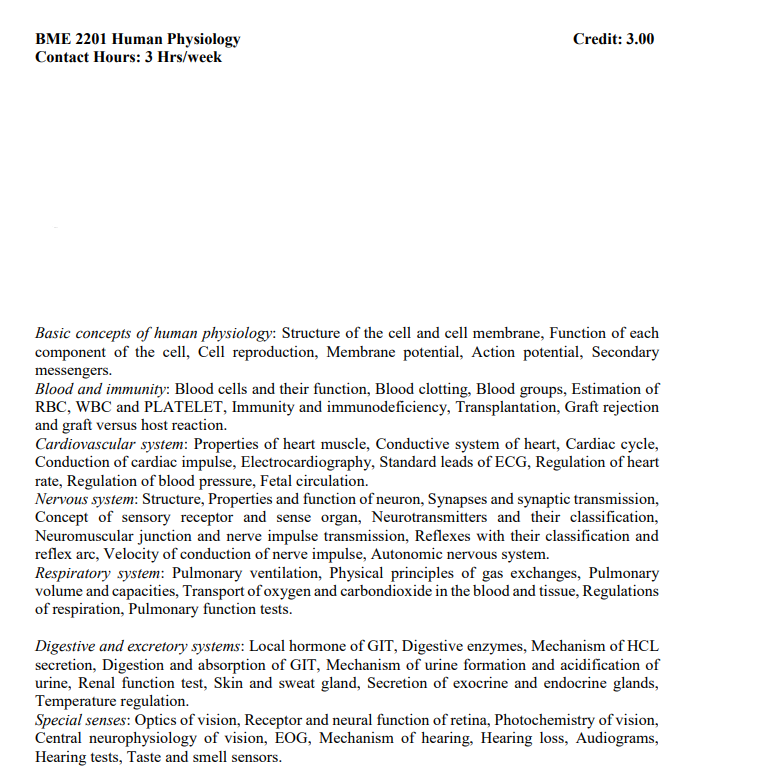 BME 2201 Human Physiology Credit: 3.00
Contact Hours: 3 Hrs/week
Basic concepts of human physiology: Structure of the cell and cell membrane, Function of each
component of the cell, Cell reproduction, Membrane potential, Action potential, Secondary
messengers.
Blood and immunity: Blood cells and their function, Blood clotting, Blood groups, Estimation of
RBC, WBC and PLATELET, Immunity and immunodeficiency, Transplantation, Graft rejection
and graft versus host reaction.
Cardiovascular system: Properties of heart muscle, Conductive system of heart, Cardiac cycle,
Conduction of cardiac impulse, Electrocardiography, Standard leads of ECG, Regulation of heart
rate, Regulation of blood pressure, Fetal circulation.
Nervous system: Structure, Properties and function of neuron, Synapses and synaptic transmission,
Concept of sensory receptor and sense organ, Neurotransmitters and their classification,
Neuromuscular junction and nerve impulse transmission, Reflexes with their classification and
reflex arc, Velocity of conduction of nerve impulse, Autonomic nervous system.
Respiratory system: Pulmonary ventilation, Physical principles of gas exchanges, Pulmonary
volume and capacities, Transport of oxygen and carbondioxide in the blood and tissue, Regulations
of respiration, Pulmonary function tests.
Digestive and excretory systems: Local hormone of GIT, Digestive enzymes, Mechanism of HCL
secretion, Digestion and absorption of GIT, Mechanism of urine formation and acidification of
urine, Renal function test, Skin and sweat gland, Secretion of exocrine and endocrine glands,
Temperature regulation.
Special senses: Optics of vision, Receptor and neural function of retina, Photochemistry of vision,
Central neurophysiology of vision, EOG, Mechanism of hearing, Hearing loss, Audiograms,
Hearing tests, Taste and smell sensors.